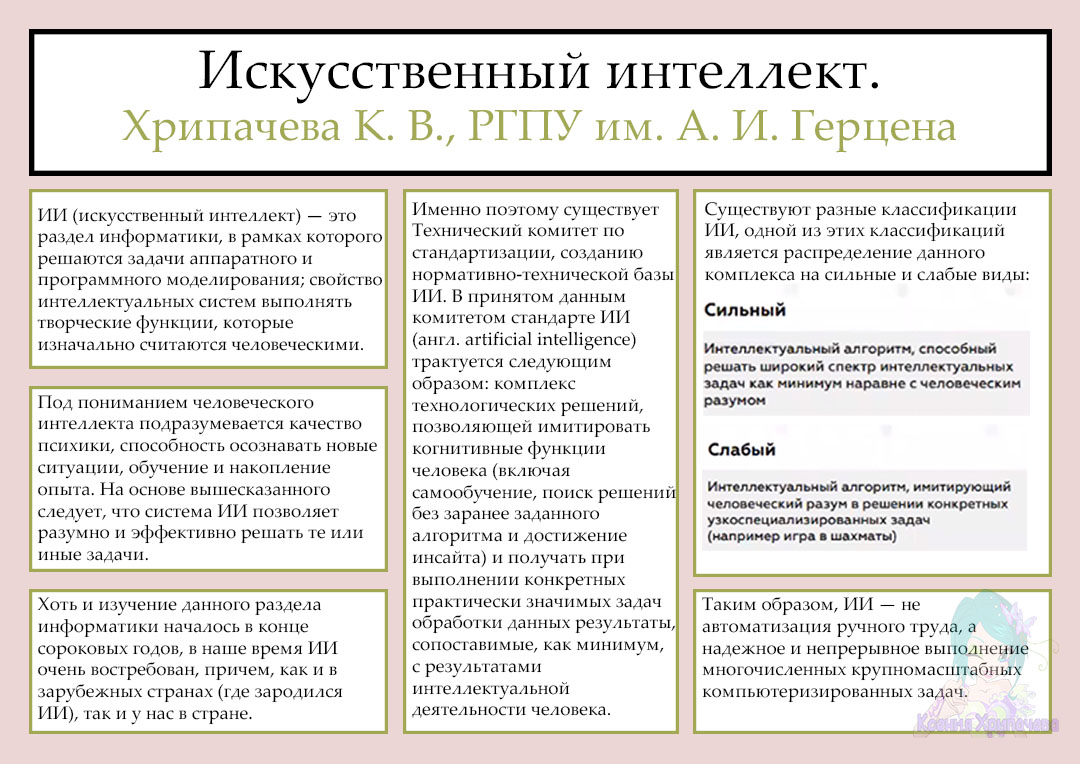 Искусственный интеллект.
Хрипачева К. В., РГПУ им. А. И. Герцена
ИИ (искусственный интеллект) — это
раздел информатики, в рамках которого
решаются задачи аппаратного и
программного моделирования; свойство
интеллектуальных систем выполнять
творческие функции, которые
изначально считаются человеческими.
Под пониманием человеческого
интеллекта подразумевается качество
психики, способность осознавать новые
ситуации, обучение и накопление
опыта. На основе вышесказанного
следует, что система ИИ позволяет
разумно и эффективно решать те или
иные задачи.
Хоть и изучение данного раздела
информатики началось в конце
сороковых годов, в наше время ИИ
очень востребован, причем, как и в
зарубежных странах (где зародился
ИИ), так и у нас в стране.
Именно поэтому существует
Технический комитет по
стандартизации, созданию
нормативно-технической базы
ИИ. В принятом данным
комитетом стандарте ИИ
(англ. artificial intelligence)
трактуется следующим
образом: комплекс
технологических решений,
позволяющей имитировать
когнитивные функции
человека (включая
самообучение, поиск решений
без заранее заданного
алгоритма и достижение
инсайта) и получать при
выполнении конкретных
практически значимых задач
обработки данных результаты,
сопоставимые, как минимум,
с результатами
интеллектуальной
деятельности человека.
Существуют разные классификации
ИИ, одной из этих классификаций
является распределение данного
комплекса на сильные и слабые виды:
Сильный
Интеллектуальный алгоритм, способный
решать широкий спектр интеллектуальных
задач как минимум наравне с человеческим
разумом
Слабый
Интеллектуальный алгоритм, имитирующий
человеческий разум в решении конкретных
узкоспециализированных задач
(например игра в шахматы)
Таким образом, ИИ — не
автоматизация ручного труда, а
надежное и непрерывное выполнение
многочисленных крупномасштабных
компьютеризированных задач.
Ксения Хрипачева